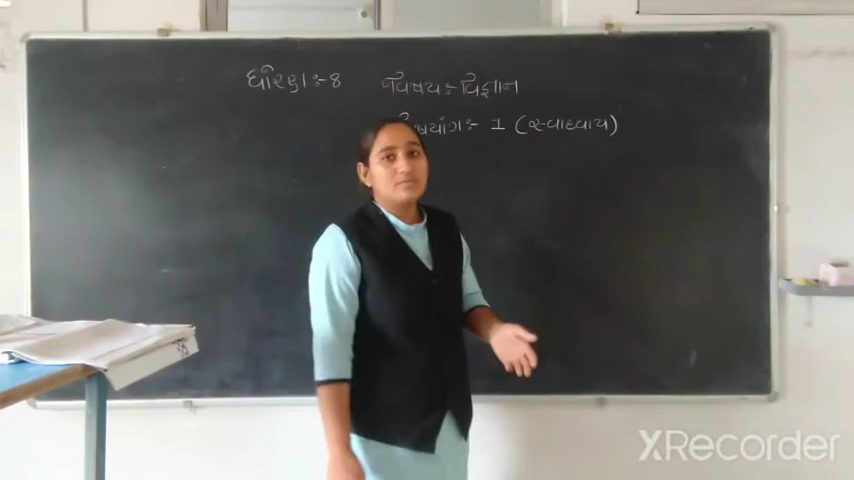 ધોરણ :- 8 વિષય :- વિજ્ઞાન
1 (સ્વાધ્યાય)
XRecorder